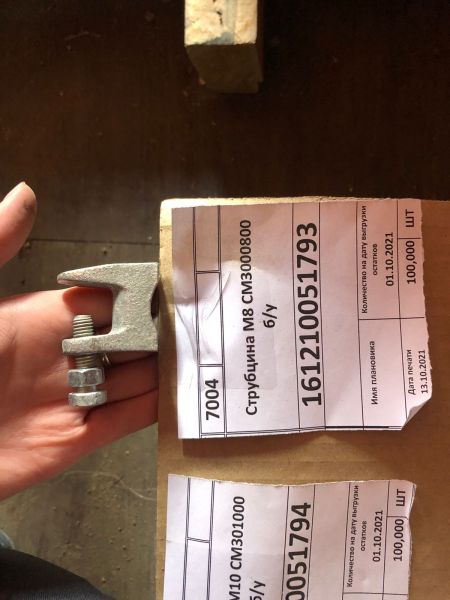 7004
Струбцина М8 СМ3000800
б/у
161210051793
Имя плановика
Количество на дату выгрузки
остатков
01.10.2021
Дата печати
13.10.2021
100,000
ШТ
М10 СМ301000
б/у
0051794
Количество на дату выгрузки
остатков
01.10.2021
100,000
ШТ